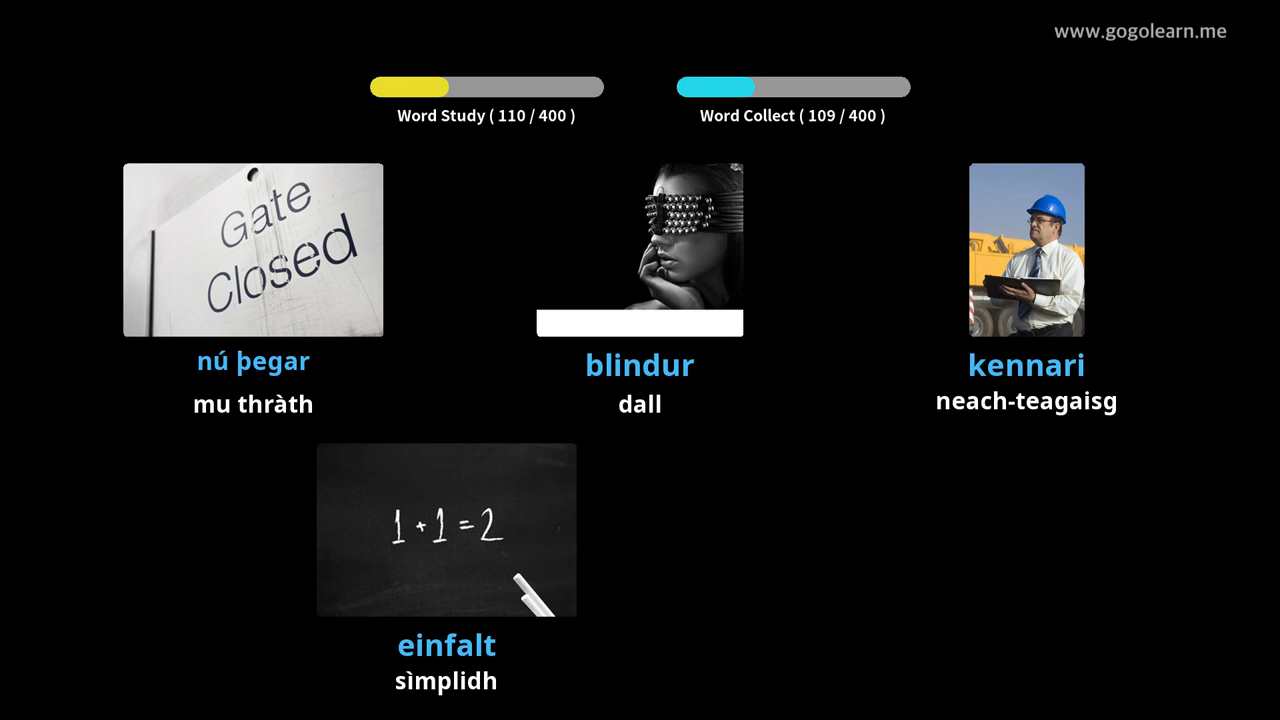 www.gogolearn.me
Word Study ( 110 / 400 )
Word Collect ( 109 / 400 )
Gate
Closed
nú þegar
mu thràth
blindur
dall
kennari
neach-teagaisg
1 + 1 = 2
einfalt
sìmplidh